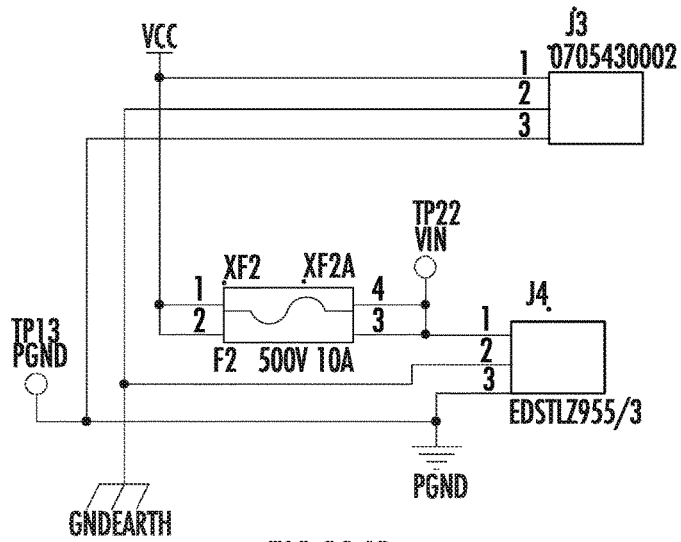 J3
0705430002
VCC
1
2
3
TP22
VIN
XF2
XF2A
1
2
4
3
J4
1
2
3
TP13
PGND
F2 500V 10A
EDSTLZ955/3
PGND
GNDEARTH